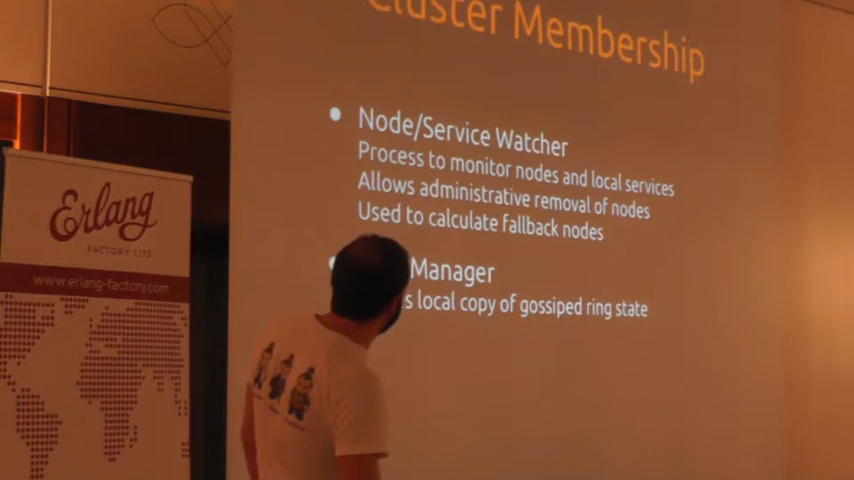 Cluster Membership
Node/Service Watcher
Process to monitor nodes and local services
Allows administrative removal of nodes
Used to calculate fallback nodes
Manager
local copy of gossiped ring state
Erlang
FACTORY LITE
www.erlang-factory.com